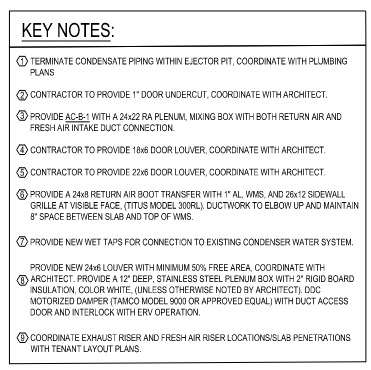 KEY NOTES:
1 TERMINATE CONDENSATE PIPING WITHIN EJECTOR PIT, COORDINATE WITH PLUMBING
PLANS
2 CONTRACTOR TO PROVIDE 1" DOOR UNDERCUT, COORDINATE WITH ARCHITECT.
3 PROVIDE AC-B-1 WITH A 24x22 RA PLENUM, MIXING BOX WITH BOTH RETURN AIR AND
FRESH AIR INTAKE DUCT CONNECTION.
4 CONTRACTOR TO PROVIDE 18x6 DOOR LOUVER, COORDINATE WITH ARCHITECT.
5 CONTRACTOR TO PROVIDE 22x6 DOOR LOUVER, COORDINATE WITH ARCHITECT.
6 PROVIDE A 24x8 RETURN AIR BOOT TRANSFER WITH 1" AL, WMS, AND 26x12 SIDEWALL
GRILLE AT VISIBLE FACE, (TITUS MODEL 300RL). DUCTWORK TO ELBOW UP AND MAINTAIN
8" SPACE BETWEEN SLAB AND TOP OF WMS.
7 PROVIDE NEW WET TAPS FOR CONNECTION TO EXISTING CONDENSER WATER SYSTEM.
PROVIDE NEW 24x6 LOUVER WITH MINIMUM 50% FREE AREA, COORDINATE WITH
8 ARCHITECT. PROVIDE A 12" DEEP, STAINLESS STEEL PLENUM BOX WITH 2" RIGID BOARD
INSULATION, COLOR WHITE, (UNLESS OTHERWISE NOTED BY ARCHITECT). DDC
MOTORIZED DAMPER (TAMCO MODEL 9000 OR APPROVED EQUAL) WITH DUCT ACCESS
DOOR AND INTERLOCK WITH ERV OPERATION.
9 COORDINATE EXHAUST RISER AND FRESH AIR RISER LOCATIONS/SLAB PENETRATIONS
WITH TENANT LAYOUT PLANS.